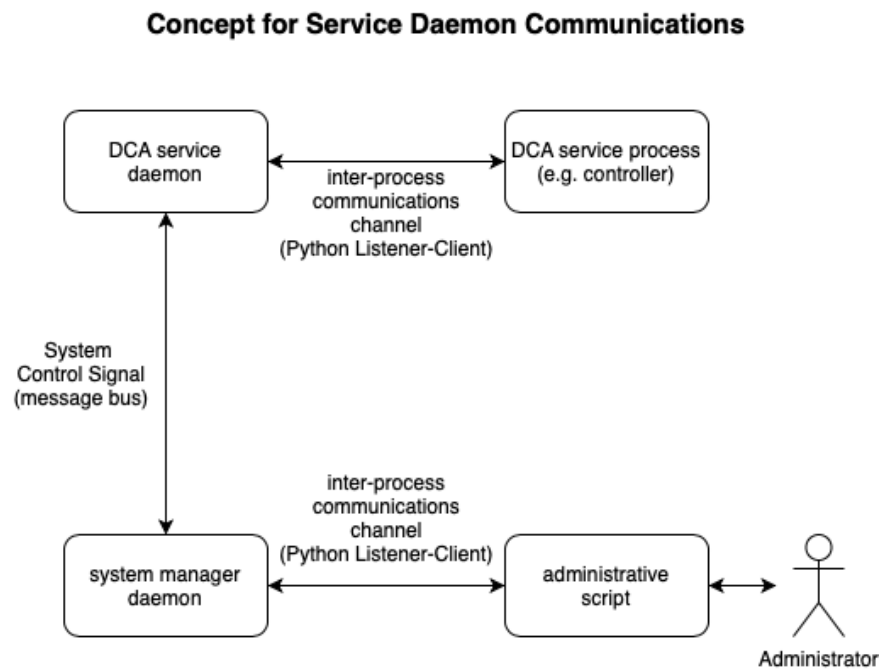 Concept for Service Daemon Communications
DCA service
daemon
DCA service process
(e.g. controller)
inter-process
communications
channel
(Python Listener-Client)
System
Control Signal
(message bus)
inter-process
communications
channel
(Python Listener-Client)
system manager
daemon
administrative
script
Administrator